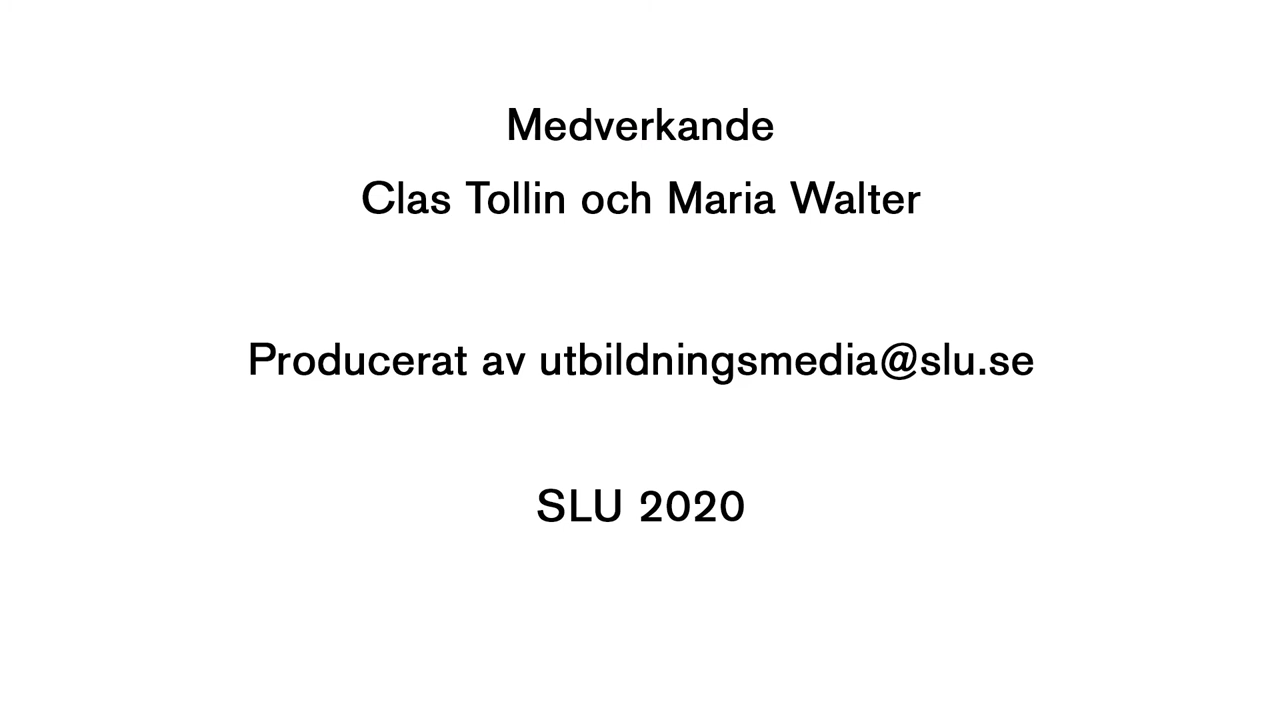 Medverkande
Clas Tollin och Maria Walter
Producerat av utbildningsmedia@slu.se
SLU 2020